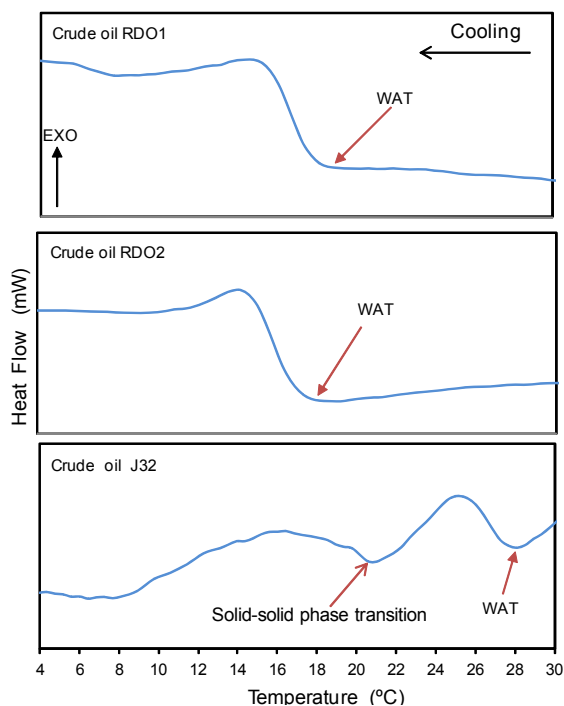 Crude oil RDO1
Cooling
WAT
EXO
Crude oil RDO2
WAT
Heat Flow (mW)
Crude oil J32
Solid-solid phase transition
WAT
4 6 8 10 12 14 16 18 20 22 24 26 28 30
Temperature (ºC)